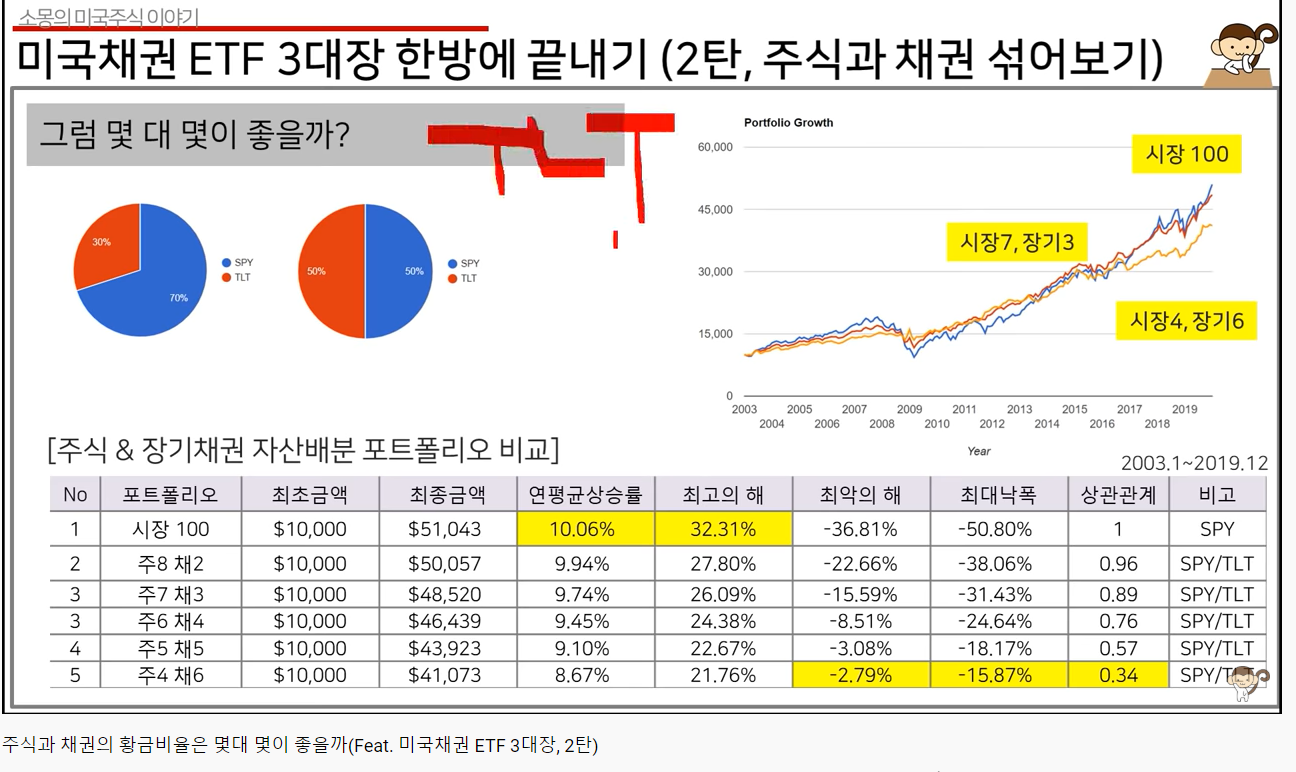 소몽의 미국주식 이야기
미국채권 ETF 3대장 한방에 끝내기 (2탄, 주식과 채권 섞어보기)
그럼 몇 대 몇이 좋을까?
30%
70%
SPY
TLT
50%
50%
SPY
TLT
Portfolio Growth
60,000
45,000
30,000
15,000
0
시장 100
시장7, 장기3
시장4, 장기6
2003 2005 2007 2009 2011 2013 2015 2017 2019
2004 2006 2008 2010 2012 2014 2016 2018
Year
[주식 & 장기채권 자산배분 포트폴리오 비교]
2003.1~2019.12
No 포트폴리오 최초금액 최종금액 연평균상승률 최고의 해 최악의 해 최대낙폭 상관관계 비고
1 시장 100 $10,000 $51,043 10.06% 32.31% -36.81% -50.80% 1 SPY
2 주8 채2 $10,000 $50,057 9.94% 27.80% -22.66% -38.06% 0.96 SPY/TLT
3 주7 채3 $10,000 $48,520 9.74% 26.09% -15.59% -31.43% 0.89 SPY/TLT
3 주6 채4 $10,000 $46,439 9.45% 24.38% -8.51% -24.64% 0.76 SPY/TLT
4 주5 채5 $10,000 $43,923 9.10% 22.67% -3.08% -18.17% 0.57 SPY/TLT
5 주4 채6 $10,000 $41,073 8.67% 21.76% -2.79% -15.87% 0.34 SPY/TLT
주식과 채권의 황금비율은 몇대 몇이 좋을까(Feat. 미국채권 ETF 3대장, 2탄)